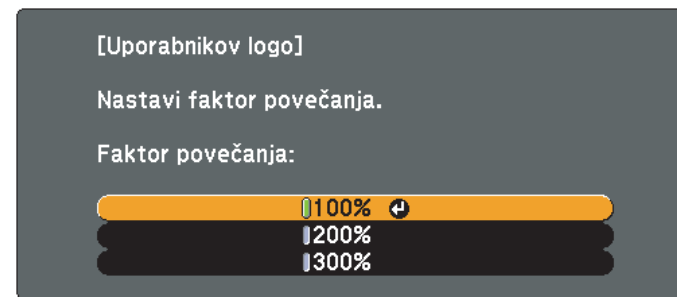 [Uporabnikov logo]
Nastavi faktor povečanja.
Faktor povečanja:
100%
200%
300%